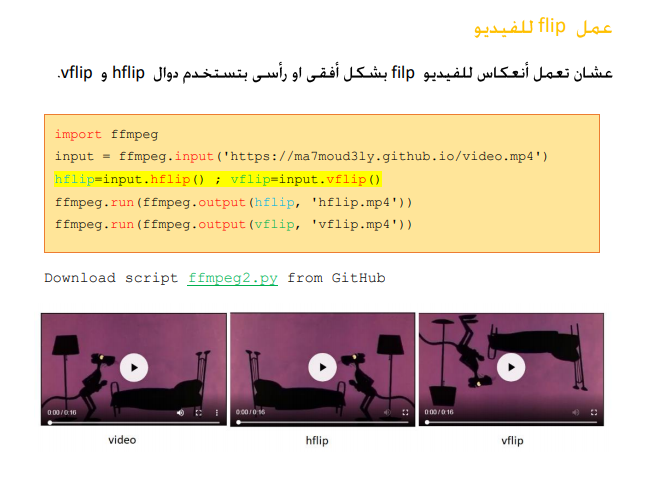 عمل flip للفيديو
عشان تعمل أنعكاس للفيديو filp بشكل أفقى او رأسى بتستخدم دوال hflip و vflip.
import ffmpeg
input = ffmpeg.input('https://ma7moud3ly.github.io/video.mp4')
hflip=input.hflip() ; vflip=input.vflip()
ffmpeg.run(ffmpeg.output(hflip, 'hflip.mp4'))
ffmpeg.run(ffmpeg.output(vflip, 'vflip.mp4'))
Download script ffmpeg2.py from GitHub
0:00 / 0:16 0:00 / 0:16 0:00 / 0:16
video hflip vflip